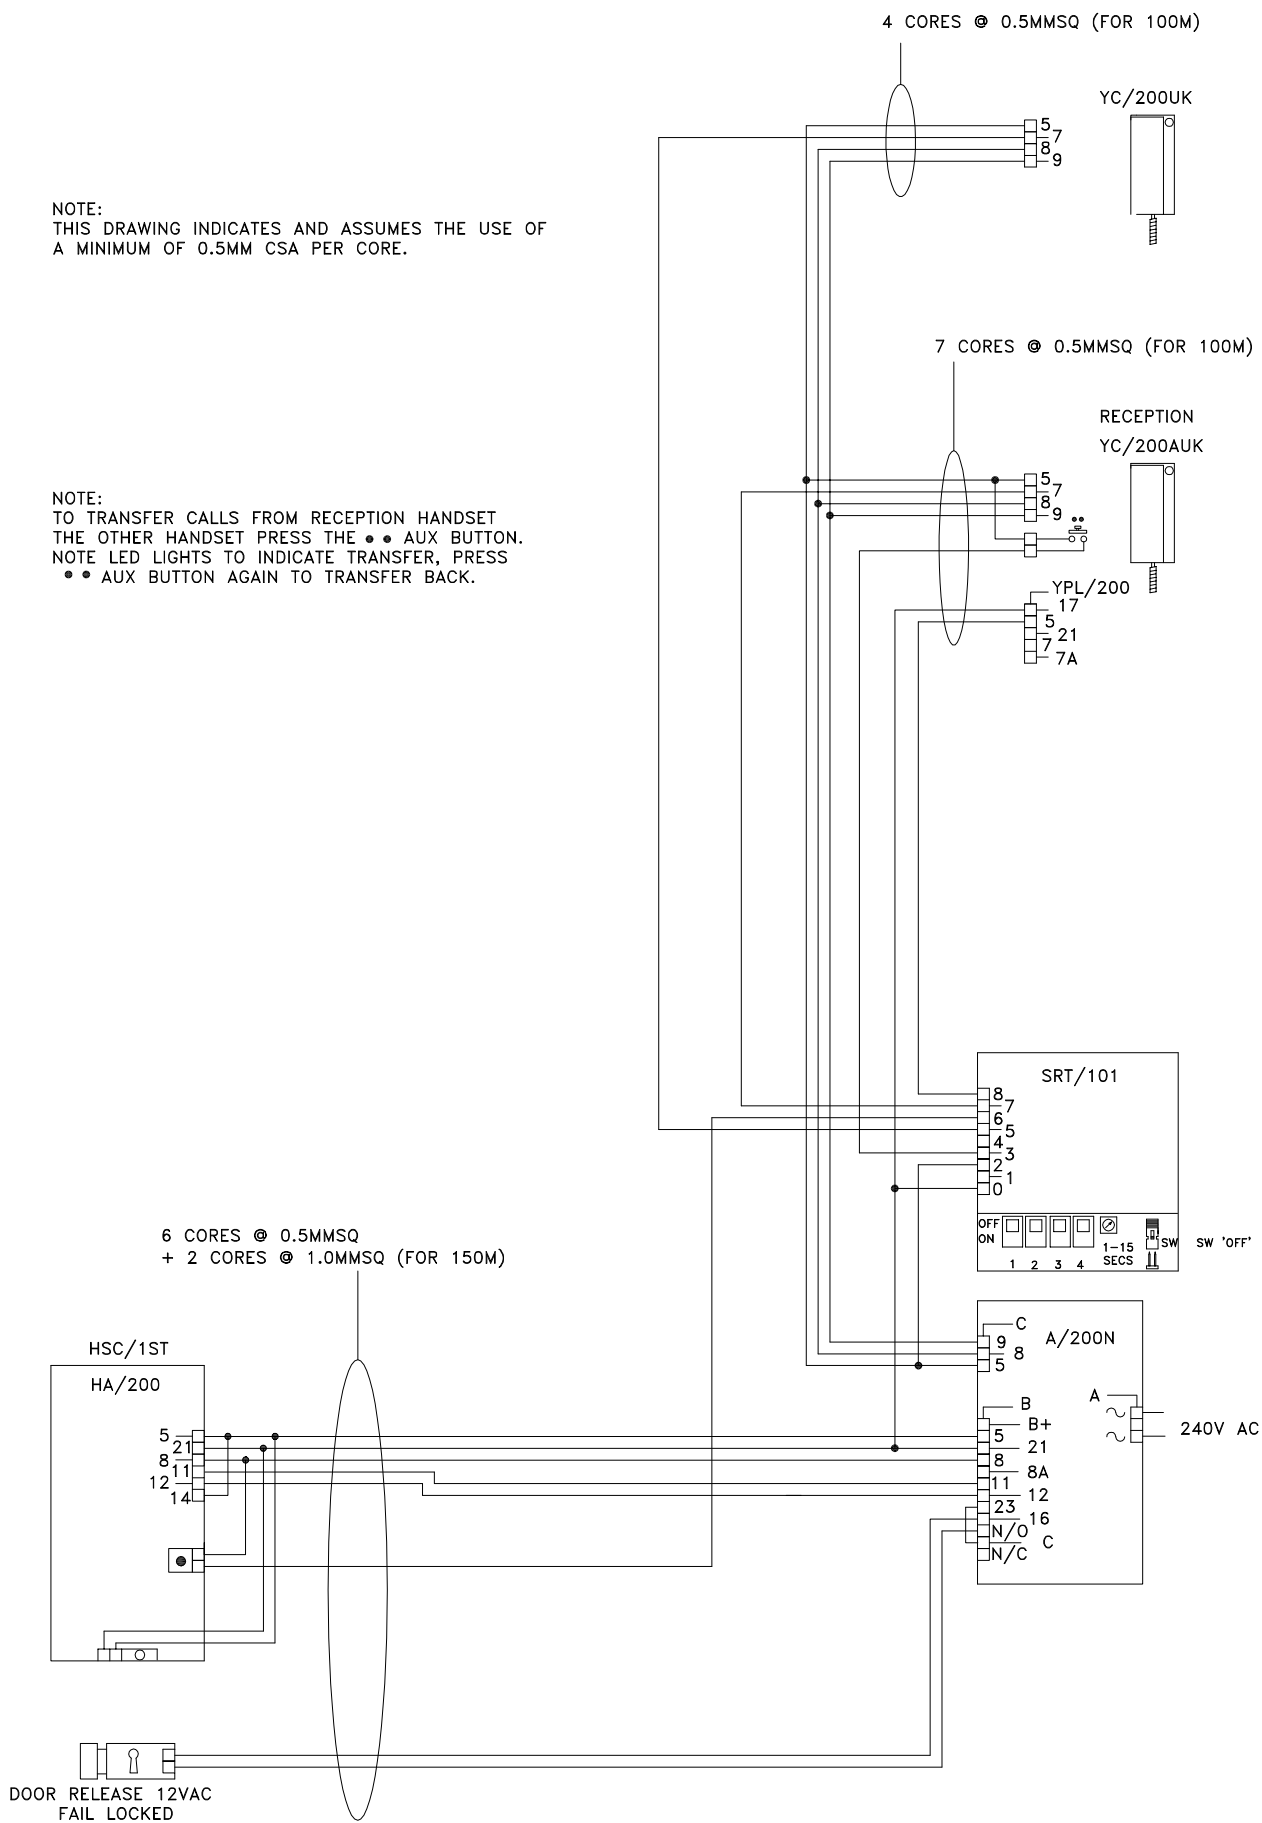 4 CORES @ 0.5MMSQ (FOR 100M)
YC/200UK
5
7
8
9
NOTE:
THIS DRAWING INDICATES AND ASSUMES THE USE OF
A MINIMUM OF 0.5MM CSA PER CORE.
7 CORES @ 0.5MMSQ (FOR 100M)
RECEPTION
YC/200AUK
5
7
8
9
NOTE:
TO TRANSFER CALLS FROM RECEPTION HANDSET
THE OTHER HANDSET PRESS THE •• AUX BUTTON.
NOTE LED LIGHTS TO INDICATE TRANSFER, PRESS
•• AUX BUTTON AGAIN TO TRANSFER BACK.
YPL/200
17
5
21
7
7A
SRT/101
8
7
6
5
4
3
2
1
0
OFF
ON
1 2 3 4
1-15
SECS
SW
SW 'OFF'
6 CORES @ 0.5MMSQ
+ 2 CORES @ 1.0MMSQ (FOR 150M)
HSC/1ST
HA/200
5
21
8
11
12
14
C
A/200N
9
8
5
B
B+
5
21
8
8A
11
12
23
16
N/O
C
N/C
A
240V AC
DOOR RELEASE 12VAC
FAIL LOCKED